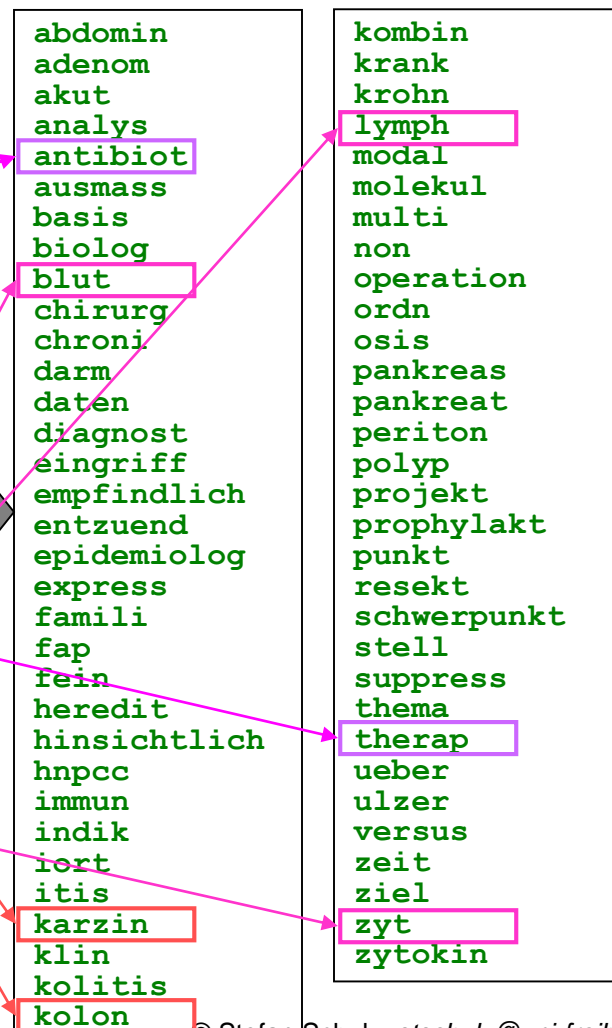 abdomin
adenom
akut
analys
antibiot
ausmass
basis
biolog
blut
chirurg
chroni
darm
daten
diagnost
eingriff
empfindlich
entzuend
epidemiolog
express
famili
fap
fein
heredit
hinsichtlich
hnpcc
immun
indik
iort
itis
karzin
klin
kolitis
kolon
kombin
krank
krohn
lymph
modal
molekul
multi
non
operation
ordn
osis
pankreas
pankreat
periton
polyp
projekt
prophylakt
punkt
resekt
schwerpunkt
stell
suppress
thema
therap
ueber
ulzer
versus
zeit
ziel
zyt
zytokin
© Stefan